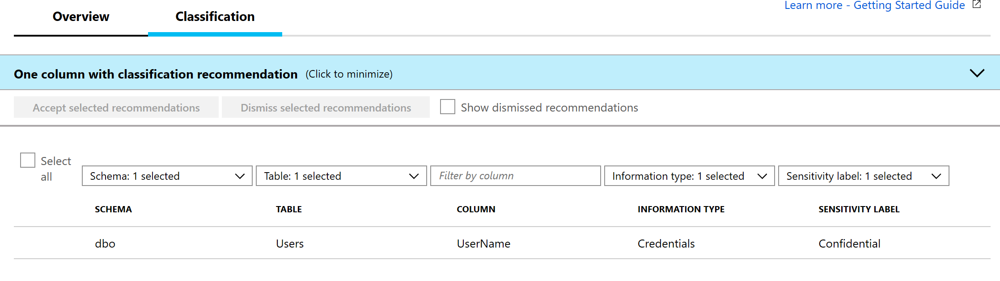 Learn more - Getting Started Guide
Overview Classification
One column with classification recommendation (Click to minimize)
Accept selected recommendations Dismiss selected recommendations Show dismissed recommendations
Select all
Schema: 1 selected Table: 1 selected Filter by column Information type: 1 selected Sensitivity label: 1 selected
SCHEMA TABLE COLUMN INFORMATION TYPE SENSITIVITY LABEL
dbo Users UserName Credentials Confidential